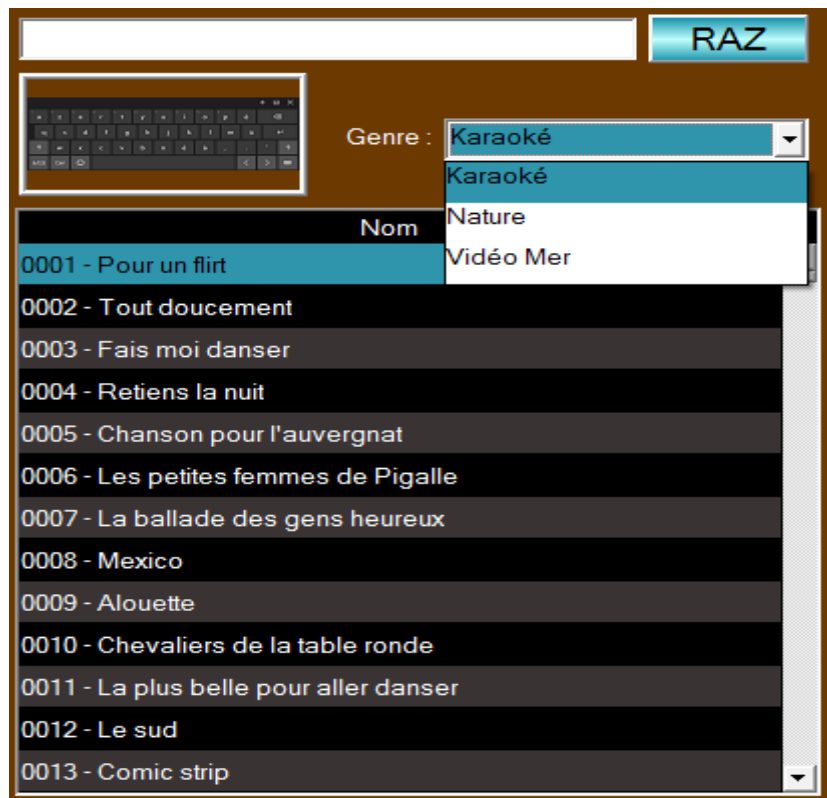 RAZ
Genre : Karaoké
Karaoké
Nature
Vidéo Mer
Nom
0001 - Pour un flirt
0002 - Tout doucement
0003 - Fais moi danser
0004 - Retiens la nuit
0005 - Chanson pour l'auvergnat
0006 - Les petites femmes de Pigalle
0007 - La ballade des gens heureux
0008 - Mexico
0009 - Alouette
0010 - Chevaliers de la table ronde
0011 - La plus belle pour aller danser
0012 - Le sud
0013 - Comic strip